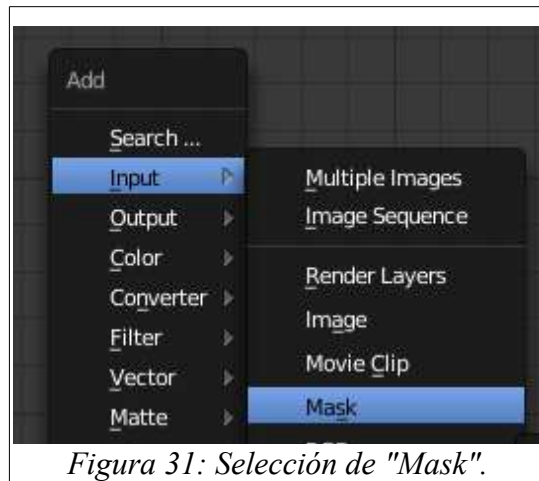 Add
Search ...
Input
Output
Color
Converter
Filter
Vector
Matte
Multiple Images
Image Sequence
Render Layers
Image
Movie Clip
Mask
Figura 31: Selección de "Mask".